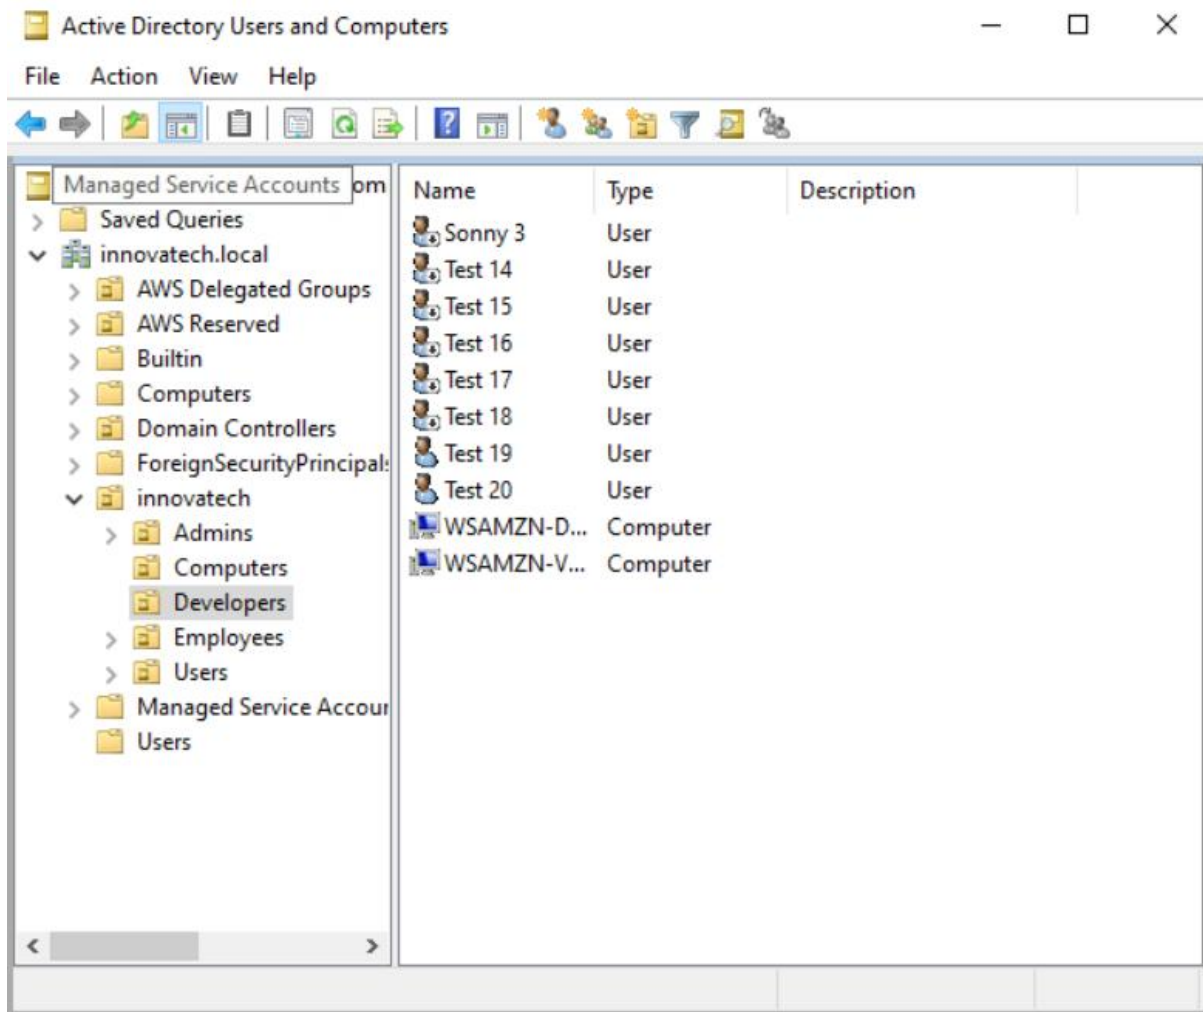 Active Directory Users and Computers
File Action View Help
Managed Service Accounts om
Saved Queries
innovatech.local
AWS Delegated Groups
AWS Reserved
Builtin
Computers
Domain Controllers
ForeignSecurityPrincipals
innovatech
Admins
Computers
Developers
Employees
Users
Managed Service Accour
Users
Name Type Description
Sonny 3 User
Test 14 User
Test 15 User
Test 16 User
Test 17 User
Test 18 User
Test 19 User
Test 20 User
WSAMZN-D... Computer
WSAMZN-V... Computer